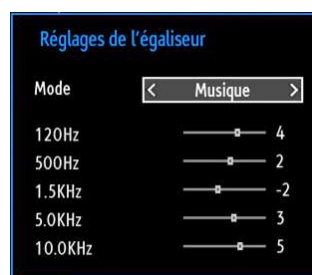 Réglages de l'égaliseur
Mode < Musique >
120Hz 4
500Hz 2
1.5KHz -2
5.0KHz 3
10.0KHz 5